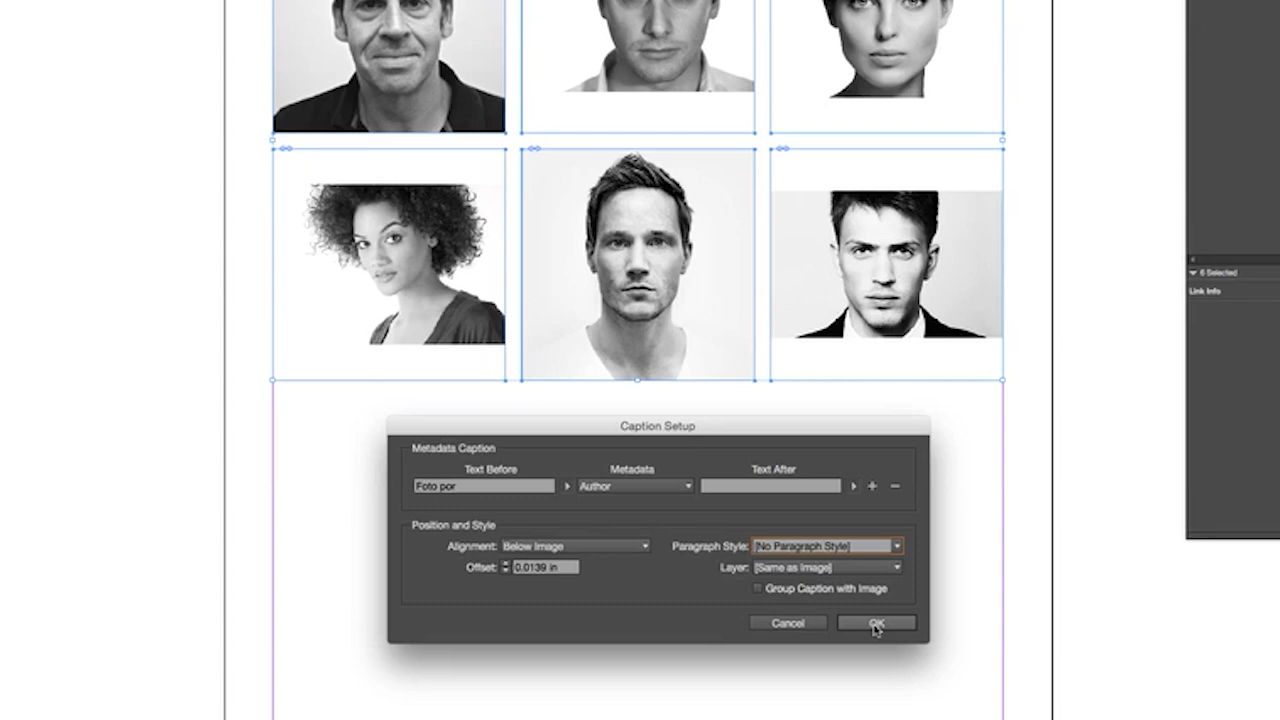 6 Selected
Link Info
Caption Setup
Metadata Caption
Text Before Metadata Text After
Foto por Author
Position and Style
Alignment: Below Image Paragraph Style: [No Paragraph Style]
Offset: 0.0139 in Layer: [Same as Image]
Group Caption with Image
Cancel OK